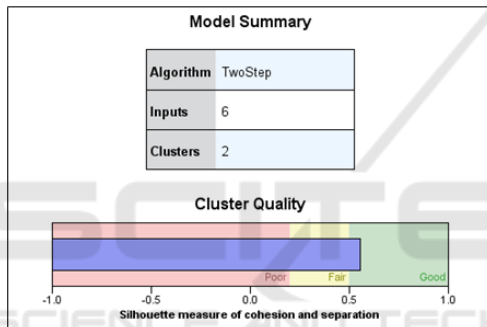 Model Summary
Algorithm TwoStep
Inputs 6
Clusters 2
Cluster Quality
Poor Fair Good
-1.0 -0.5 0.0 0.5 1.0
Silhouette measure of cohesion and separation